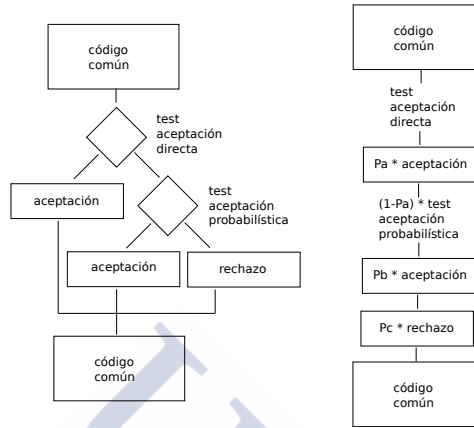 código
común
test
aceptación
directa
aceptación
test
aceptación
probabilística
aceptación
rechazo
código
común
código
común
test
aceptación
directa
Pa * aceptación
(1-Pa) * test
aceptación
probabilística
Pb * aceptación
Pc * rechazo
código
común